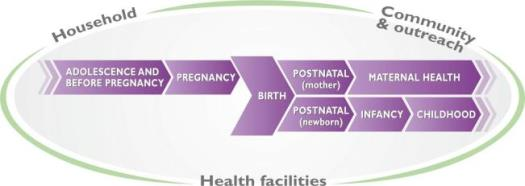 Household
Community
& outreach
ADOLESCENCE AND
BEFORE PREGNANCY
PREGNANCY
BIRTH
POSTNATAL
(mother)
MATERNAL HEALTH
POSTNATAL
(newborn)
INFANCY
CHILDHOOD
Health facilities